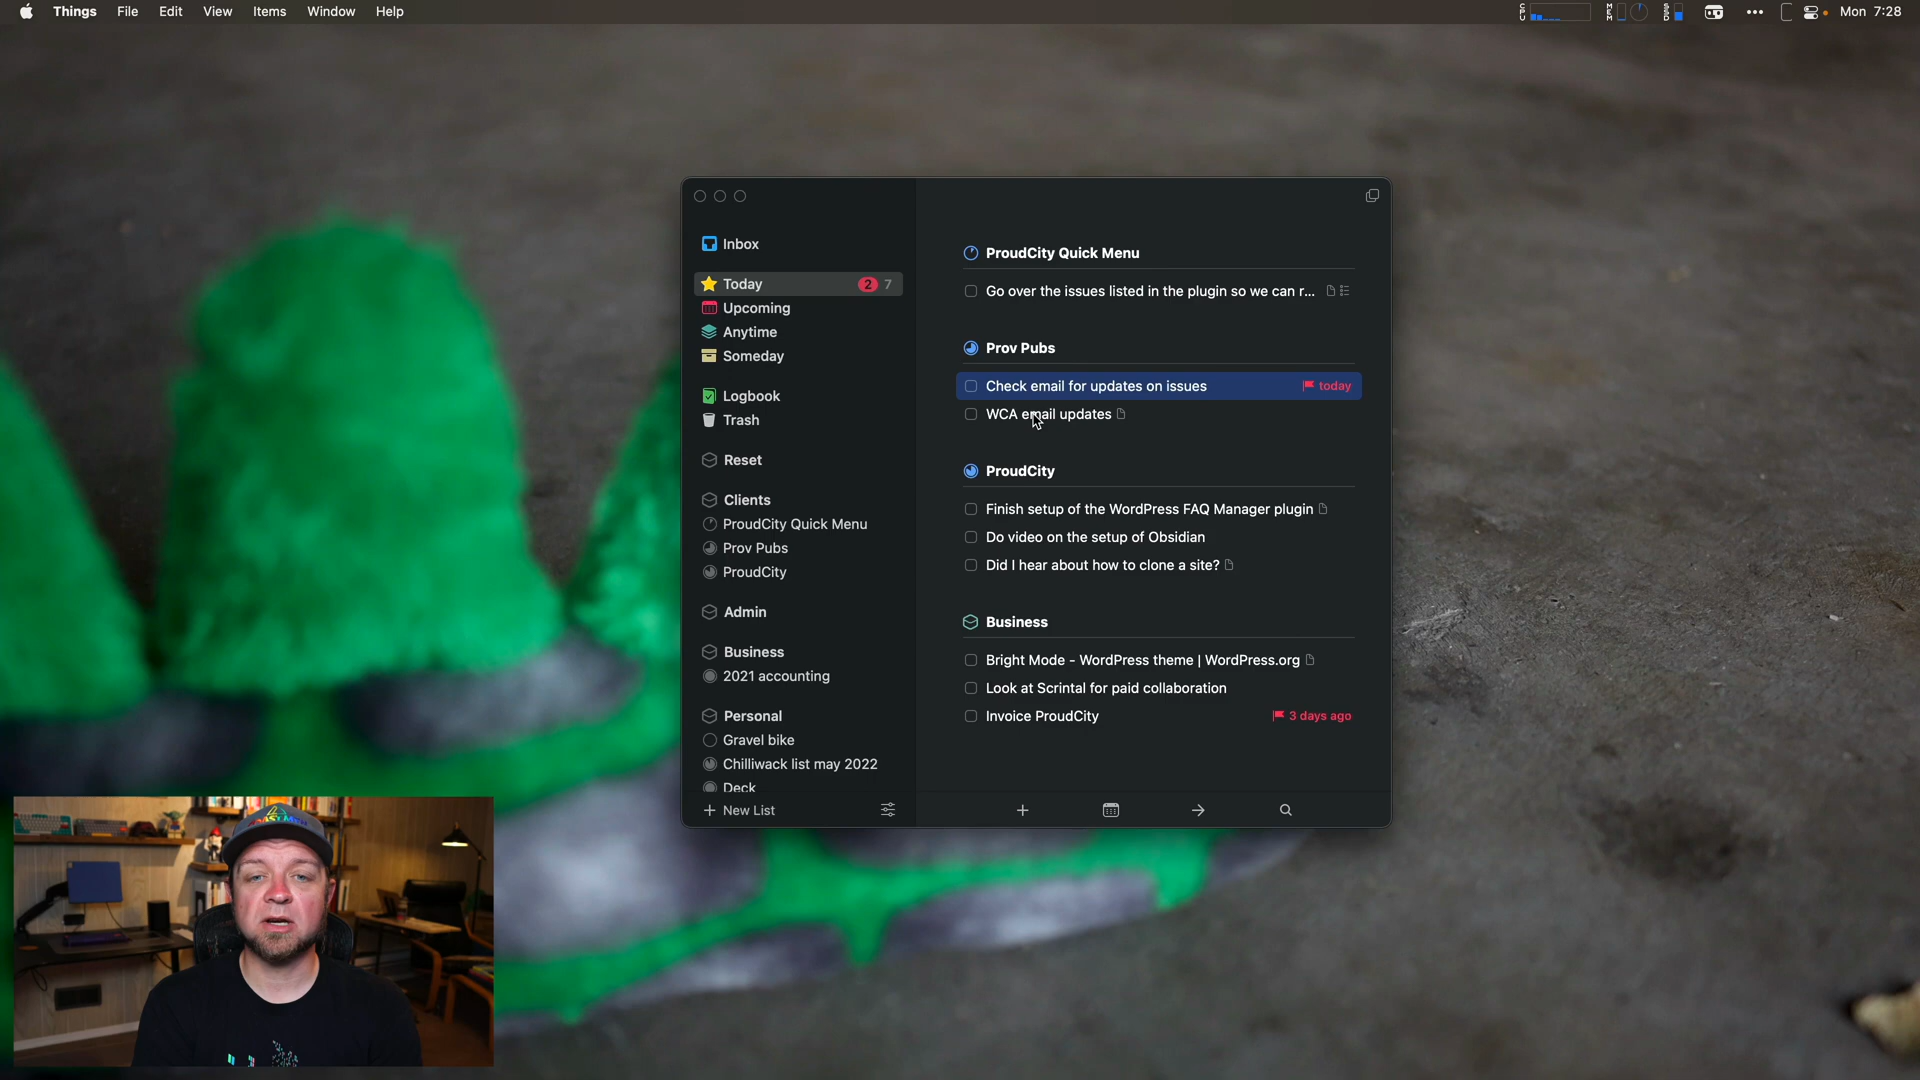 Things File Edit View Items Window Help
CPU MEM SSD ••• Mon 7:28
Inbox
Today 2 7
Upcoming
Anytime
Someday
Logbook
Trash
Reset
Clients
ProudCity Quick Menu
Prov Pubs
ProudCity
Admin
Business
2021 accounting
Personal
Gravel bike
Chilliwack list may 2022
Deck
+ New List
ProudCity Quick Menu
Go over the issues listed in the plugin so we can r...
Prov Pubs
Check email for updates on issues today
WCA email updates
ProudCity
Finish setup of the WordPress FAQ Manager plugin
Do video on the setup of Obsidian
Did I hear about how to clone a site?
Business
Bright Mode - WordPress theme | WordPress.org
Look at Scrintal for paid collaboration
Invoice ProudCity 3 days ago